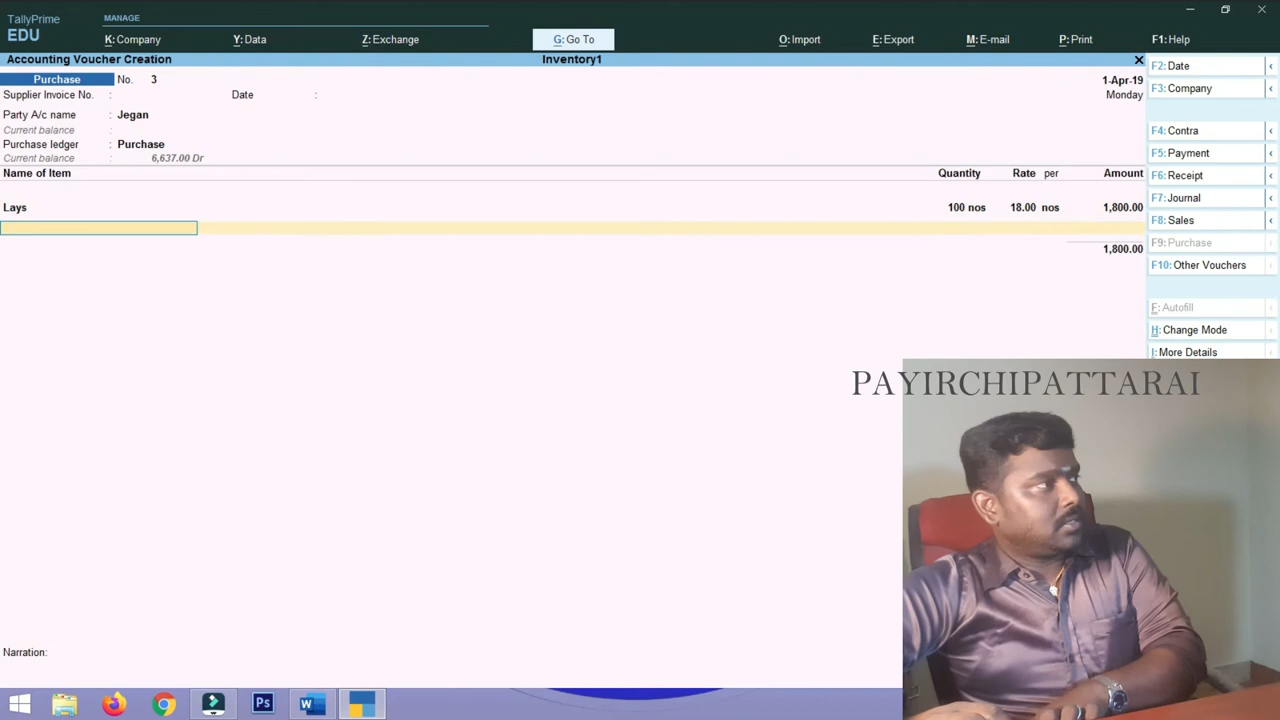 TallyPrime
EDU
MANAGE
K: Company
Y: Data
Z: Exchange
G: Go To
O: Import
E: Export
M: E-mail
P: Print
F1: Help
Accounting Voucher Creation
Inventory1
Purchase No. 3
1-Apr-19
Supplier Invoice No. : Date :
Monday
Party A/c name : Jegan
Current balance :
Purchase ledger : Purchase
Current balance : 6,637.00 Dr
Name of Item Quantity Rate per Amount
Lays 100 nos 18.00 nos 1,800.00
1,800.00
Narration:
F2: Date
F3: Company
F4: Contra
F5: Payment
F6: Receipt
F7: Journal
F8: Sales
F9: Purchase
F10: Other Vouchers
E: Autofill
H: Change Mode
I: More Details
PAYIRCHIPATTARAI
Ps
W